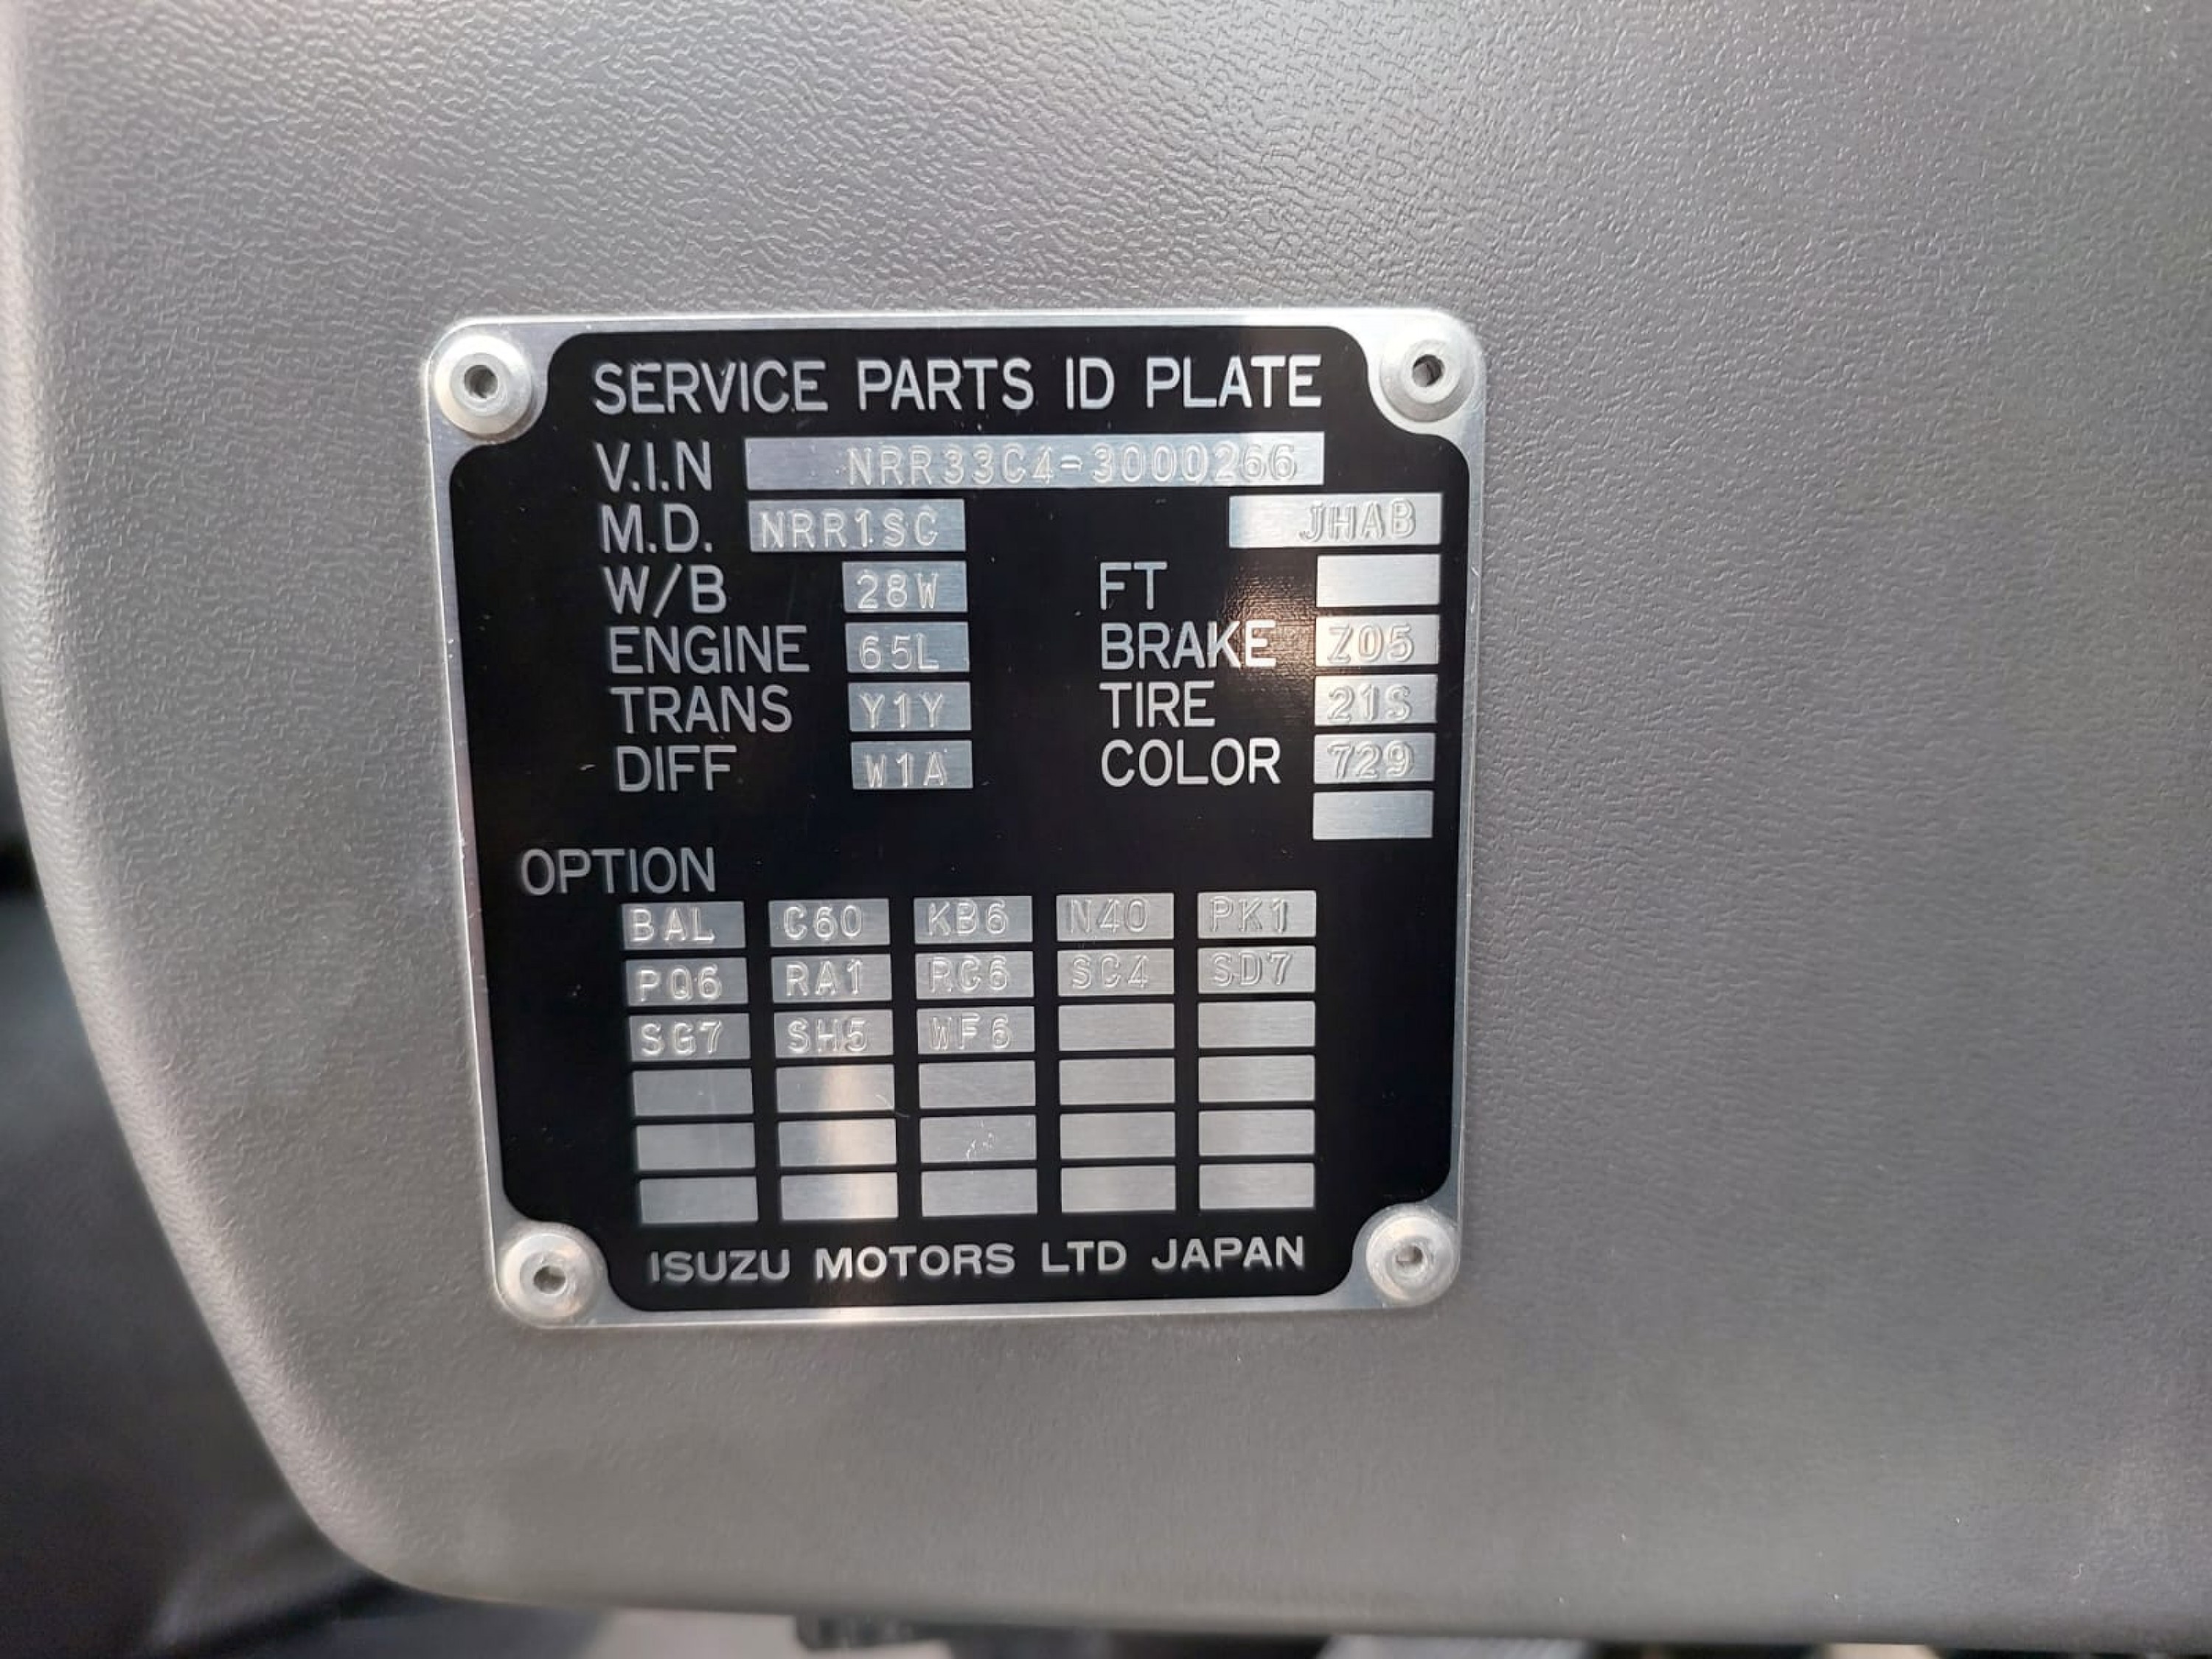 SERVICE PARTS ID PLATE
V.I.N NRR33C4-3000266
M.D. NRR1SC JHAB
W/B 28W FT
ENGINE 65L BRAKE Z05
TRANS Y1Y TIRE 21S
DIFF W1A COLOR 729
OPTION
BAL C60 KB6 N40 PK1
PQ6 RA1 RC6 SC4 SD7
SG7 SH5 WF6
ISUZU MOTORS LTD JAPAN